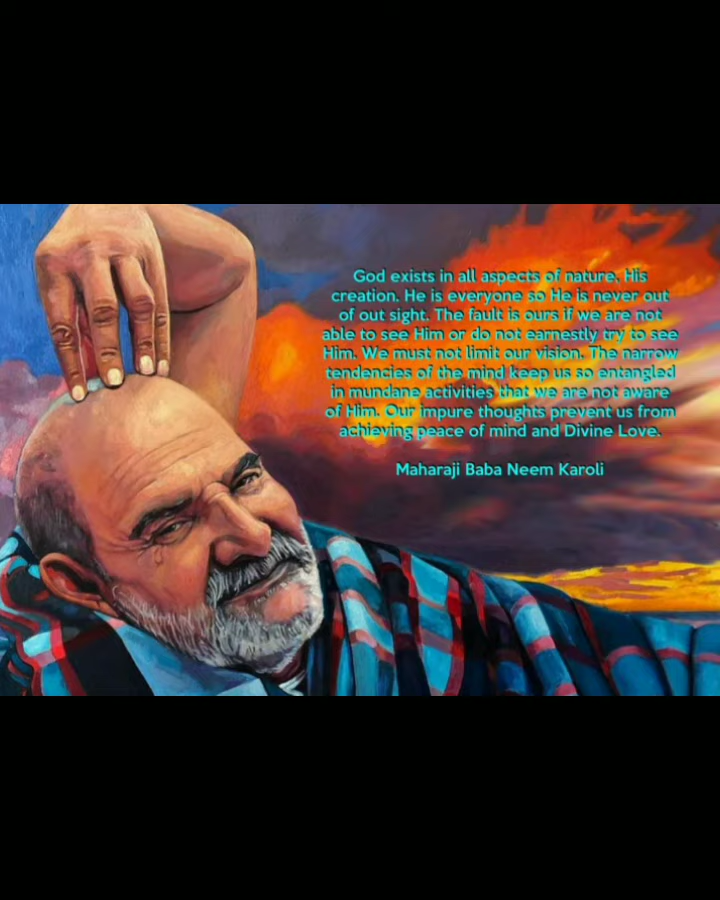 God exists in all aspects of nature, His
creation. He is everyone so He is never out
of out sight. The fault is ours if we are not
able to see Him or do not earnestly try to see
Him. We must not limit our vision. The narrow
tendencies of the mind keep us so entangled
in mundane activities that we are not aware
of Him. Our impure thoughts prevent us from
achieving peace of mind and Divine Love.
Maharaji Baba Neem Karoli